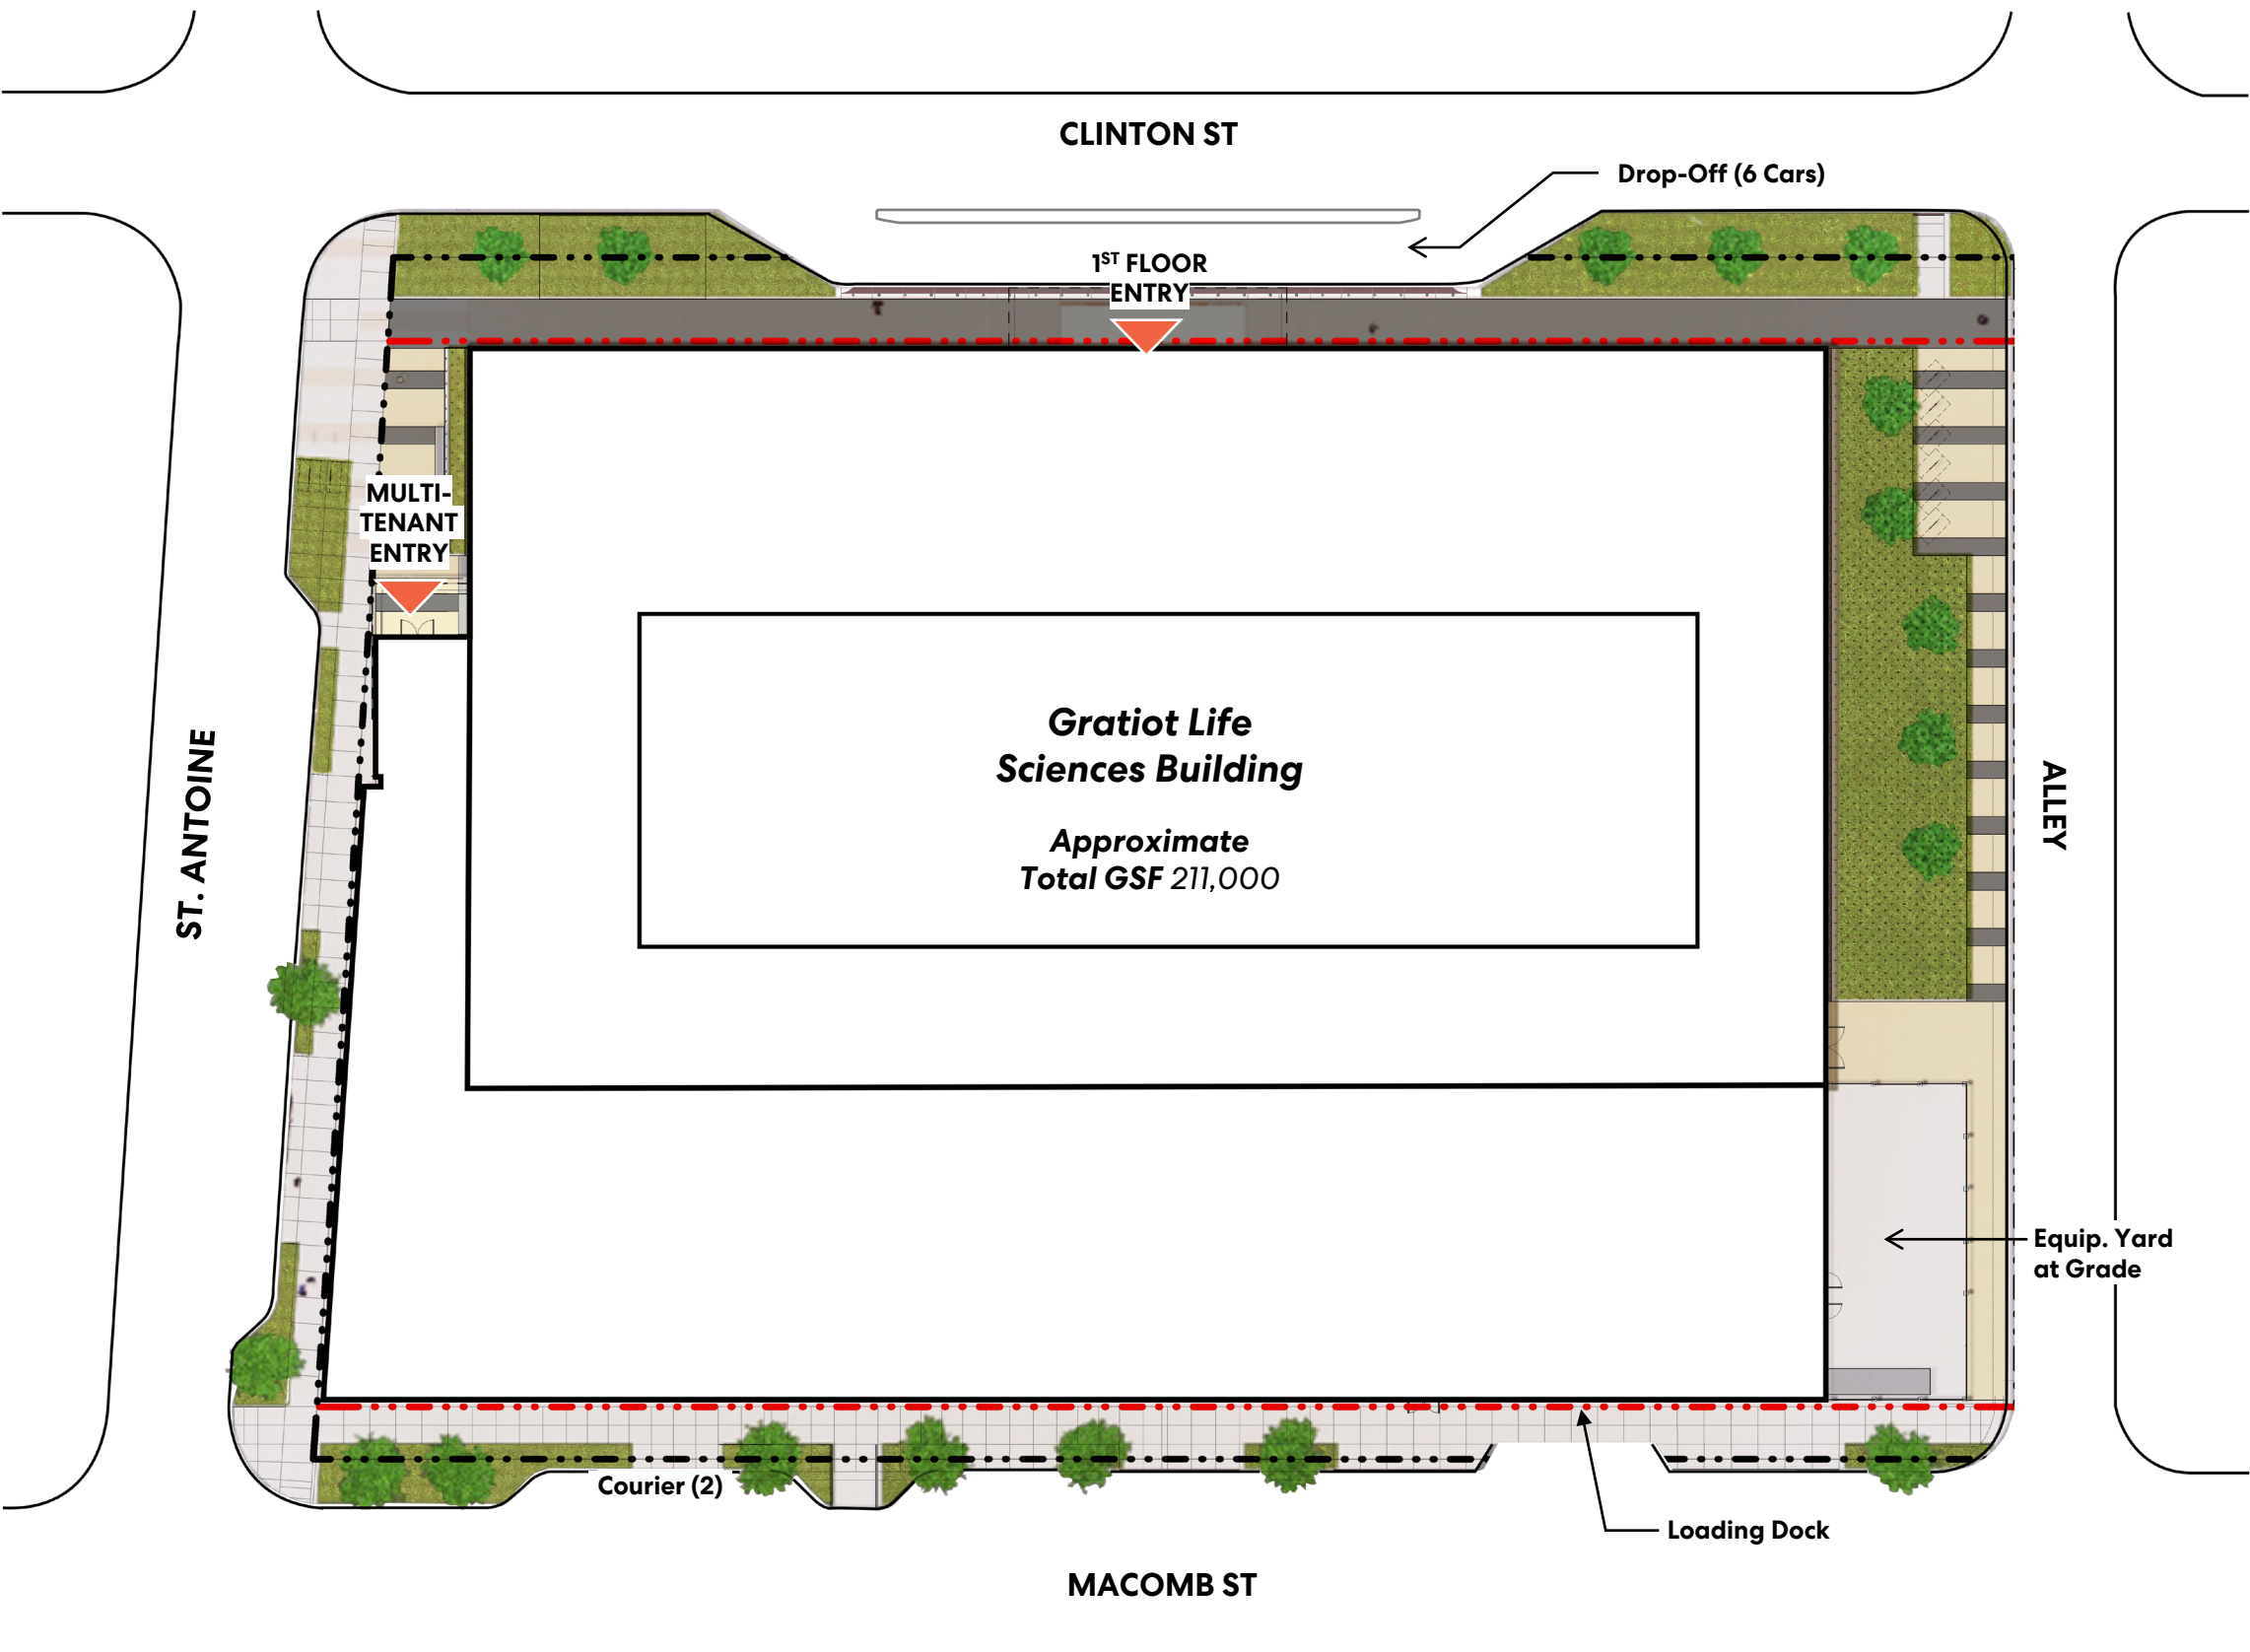 CLINTON ST
Drop-Off (6 Cars)
1ST FLOOR
ENTRY
MULTI-
TENANT
ENTRY
Gratiot Life
Sciences Building
Approximate
Total GSF 211,000
ST. ANTOINE
ALLEY
Equip. Yard
at Grade
Courier (2)
Loading Dock
MACOMB ST